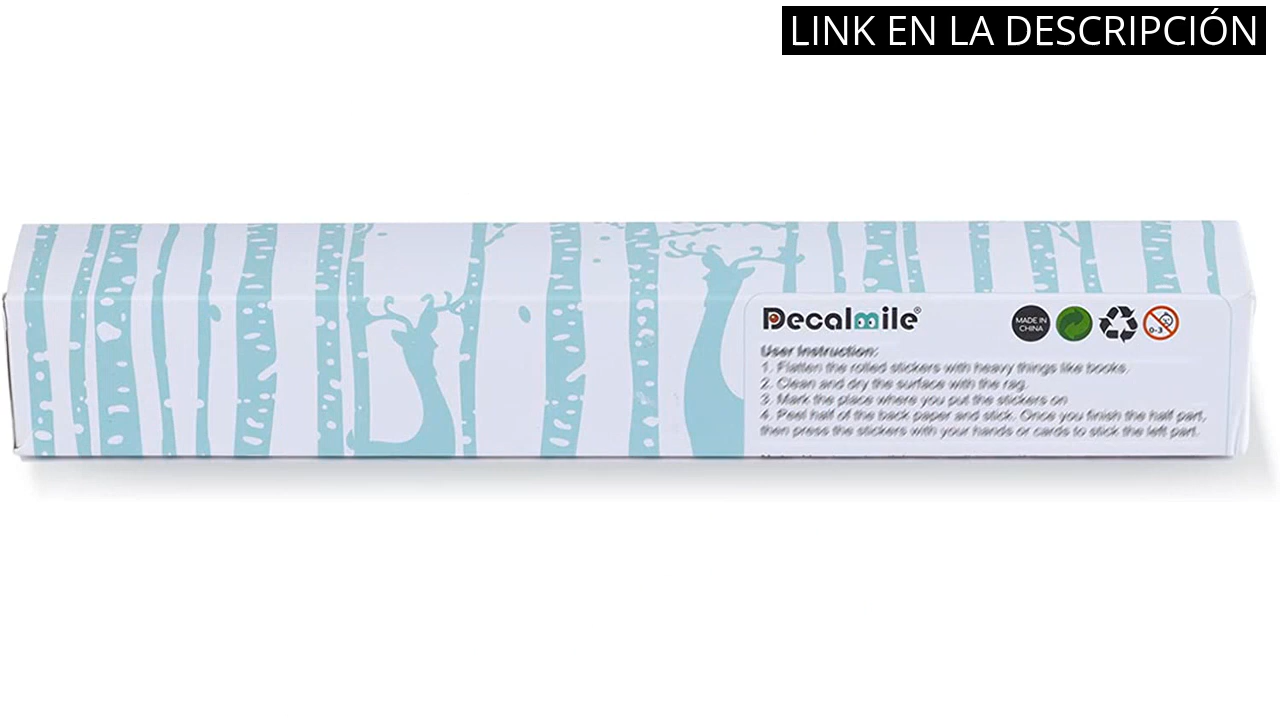 LINK EN LA DESCRIPCIÓN
Decalmile®
MADE IN
CHINA
0-3
User Instruction:
1. Flatten the rolled stickers with heavy things like books.
2. Clean and dry the surface with the rag.
3. Mark the place where you put the stickers on
4. Peel half of the back paper and stick. Once you finish the half part,
then press the stickers with your hands or cards to stick the left part.